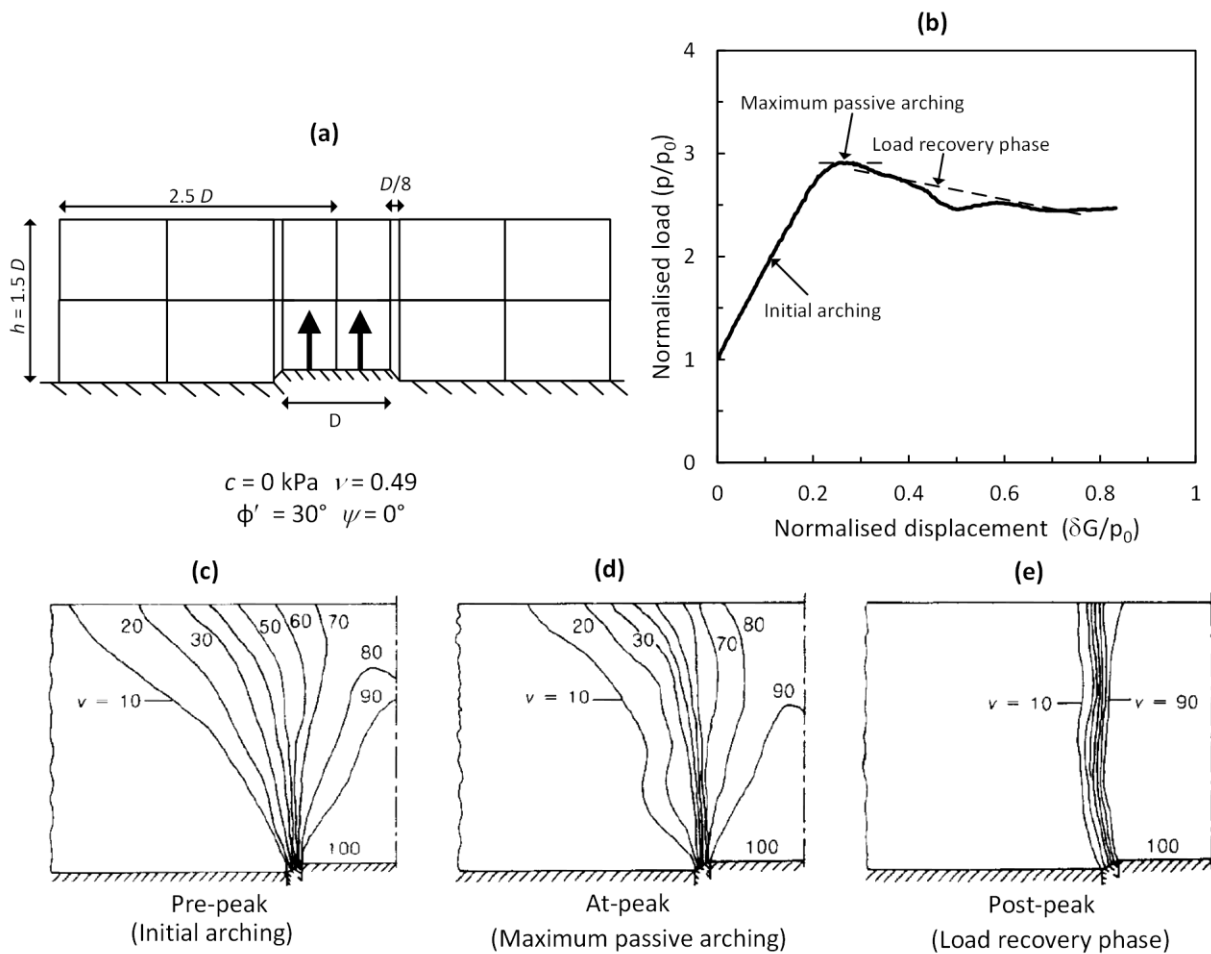 (a)
2.5 D
D/8
h = 1.5 D
D
c = 0 kPa ν = 0.49
ϕ′ = 30° ψ = 0°
(b)
4
3
2
1
0
Normalised load (p/p₀)
Maximum passive arching
Load recovery phase
Initial arching
0
0.2
0.4
0.6
0.8
1
Normalised displacement (δG/p₀)
(c)
20
30
50
60
70
80
90
v = 10
100
Pre-peak
(Initial arching)
(d)
20
30
80
70
90
v = 10
100
At-peak
(Maximum passive arching)
(e)
v = 10
v = 90
100
Post-peak
(Load recovery phase)